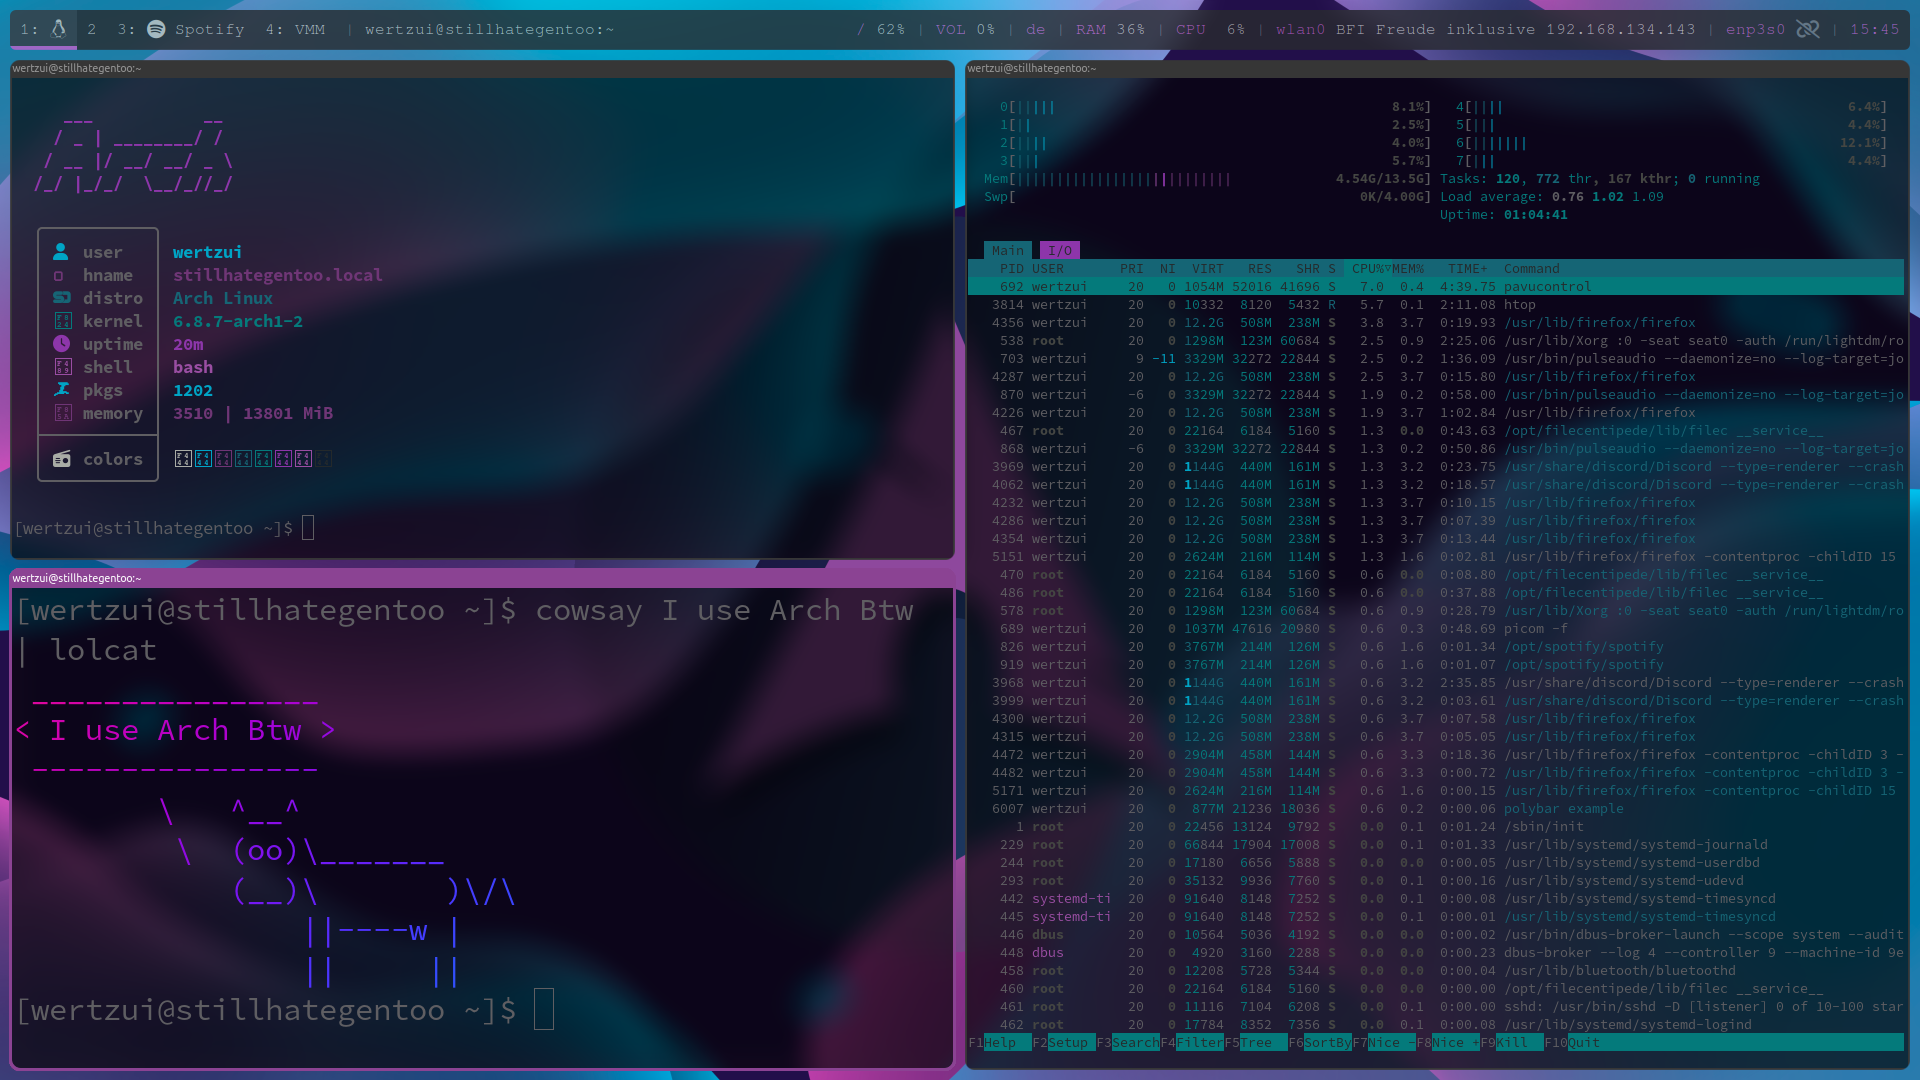 1: 2 3: Spotify 4: VMM | wertzui@stillhategentoo:~ / 62% | VOL 0% | de | RAM 36% | CPU 6% | wlan0 BFI Freude inklusive 192.168.134.143 | enp3s0 | 15:45
wertzui@stillhategentoo:~
   ___           __
  / _ | ________/ /
 / __ |/ __/ __/ _ \
/_/ |_/_/  \__/_//_/
user wertzui
hname stillhategentoo.local
distro Arch Linux
kernel 6.8.7-arch1-2
uptime 20m
shell bash
pkgs 1202
memory 3510 | 13801 MiB
colors
[wertzui@stillhategentoo ~]$
wertzui@stillhategentoo:~
[wertzui@stillhategentoo ~]$ cowsay I use Arch Btw
| lolcat
 ________________
< I use Arch Btw >
 ----------------
        \   ^__^
         \  (oo)\_______
            (__)\       )\/\
                ||----w |
                ||     ||
[wertzui@stillhategentoo ~]$
wertzui@stillhategentoo:~
0[||||| 8.1%] 4[|||| 6.4%]
1[|| 2.5%] 5[||| 4.4%]
2[|||| 4.0%] 6[||||||| 12.1%]
3[||| 5.7%] 7[||| 4.4%]
Mem[||||||||||||||||||||||||||| 4.54G/13.5G] Tasks: 120, 772 thr, 167 kthr; 0 running
Swp[ 0K/4.00G] Load average: 0.76 1.02 1.09
Uptime: 01:04:41
Main I/O
PID USER PRI NI VIRT RES SHR S CPU%▽MEM% TIME+ Command
692 wertzui 20 0 1054M 52016 41696 S 7.0 0.4 4:39.75 pavucontrol
3814 wertzui 20 0 10332 8120 5432 R 5.7 0.1 2:11.08 htop
4356 wertzui 20 0 12.2G 508M 238M S 3.8 3.7 0:19.93 /usr/lib/firefox/firefox
538 root 20 0 1298M 123M 60684 S 2.5 0.9 2:25.06 /usr/lib/Xorg :0 -seat seat0 -auth /run/lightdm/ro
703 wertzui 9 -11 3329M 32272 22844 S 2.5 0.2 1:36.09 /usr/bin/pulseaudio --daemonize=no --log-target=jo
4287 wertzui 20 0 12.2G 508M 238M S 2.5 3.7 0:15.80 /usr/lib/firefox/firefox
870 wertzui -6 0 3329M 32272 22844 S 1.9 0.2 0:58.00 /usr/bin/pulseaudio --daemonize=no --log-target=jo
4226 wertzui 20 0 12.2G 508M 238M S 1.9 3.7 1:02.84 /usr/lib/firefox/firefox
467 root 20 0 22164 6184 5160 S 1.3 0.0 0:43.63 /opt/filecentipede/lib/filec __service__
868 wertzui -6 0 3329M 32272 22844 S 1.3 0.2 0:50.86 /usr/bin/pulseaudio --daemonize=no --log-target=jo
3969 wertzui 20 0 1144G 440M 161M S 1.3 3.2 0:23.75 /usr/share/discord/Discord --type=renderer --crash
4062 wertzui 20 0 1144G 440M 161M S 1.3 3.2 0:18.57 /usr/share/discord/Discord --type=renderer --crash
4232 wertzui 20 0 12.2G 508M 238M S 1.3 3.7 0:10.15 /usr/lib/firefox/firefox
4286 wertzui 20 0 12.2G 508M 238M S 1.3 3.7 0:07.39 /usr/lib/firefox/firefox
4354 wertzui 20 0 12.2G 508M 238M S 1.3 3.7 0:13.44 /usr/lib/firefox/firefox
5151 wertzui 20 0 2624M 216M 114M S 1.3 1.6 0:02.81 /usr/lib/firefox/firefox -contentproc -childID 15
470 root 20 0 22164 6184 5160 S 0.6 0.0 0:08.80 /opt/filecentipede/lib/filec __service__
486 root 20 0 22164 6184 5160 S 0.6 0.0 0:37.88 /opt/filecentipede/lib/filec __service__
578 root 20 0 1298M 123M 60684 S 0.6 0.9 0:28.79 /usr/lib/Xorg :0 -seat seat0 -auth /run/lightdm/ro
689 wertzui 20 0 1037M 47616 20980 S 0.6 0.3 0:48.69 picom -f
826 wertzui 20 0 3767M 214M 126M S 0.6 1.6 0:01.34 /opt/spotify/spotify
919 wertzui 20 0 3767M 214M 126M S 0.6 1.6 0:01.07 /opt/spotify/spotify
3968 wertzui 20 0 1144G 440M 161M S 0.6 3.2 2:35.85 /usr/share/discord/Discord --type=renderer --crash
3999 wertzui 20 0 1144G 440M 161M S 0.6 3.2 0:03.61 /usr/share/discord/Discord --type=renderer --crash
4300 wertzui 20 0 12.2G 508M 238M S 0.6 3.7 0:07.58 /usr/lib/firefox/firefox
4315 wertzui 20 0 12.2G 508M 238M S 0.6 3.7 0:05.05 /usr/lib/firefox/firefox
4472 wertzui 20 0 2904M 458M 144M S 0.6 3.3 0:18.36 /usr/lib/firefox/firefox -contentproc -childID 3 -
4482 wertzui 20 0 2904M 458M 144M S 0.6 3.3 0:00.72 /usr/lib/firefox/firefox -contentproc -childID 3 -
5171 wertzui 20 0 2624M 216M 114M S 0.6 1.6 0:00.15 /usr/lib/firefox/firefox -contentproc -childID 15
6007 wertzui 20 0 877M 21236 18036 S 0.6 0.2 0:00.06 polybar example
1 root 20 0 22456 13124 9792 S 0.0 0.1 0:01.24 /sbin/init
229 root 20 0 66844 17904 17008 S 0.0 0.1 0:01.33 /usr/lib/systemd/systemd-journald
244 root 20 0 17180 6656 5888 S 0.0 0.0 0:00.05 /usr/lib/systemd/systemd-userdbd
293 root 20 0 35132 9936 7760 S 0.0 0.1 0:00.16 /usr/lib/systemd/systemd-udevd
442 systemd-ti 20 0 91640 8148 7252 S 0.0 0.1 0:00.08 /usr/lib/systemd/systemd-timesyncd
445 systemd-ti 20 0 91640 8148 7252 S 0.0 0.1 0:00.01 /usr/lib/systemd/systemd-timesyncd
446 dbus 20 0 10564 5036 4192 S 0.0 0.0 0:00.02 /usr/bin/dbus-broker-launch --scope system --audit
448 dbus 20 0 4920 3160 2288 S 0.0 0.0 0:00.23 dbus-broker --log 4 --controller 9 --machine-id 9e
458 root 20 0 12208 5728 5344 S 0.0 0.0 0:00.04 /usr/lib/bluetooth/bluetoothd
460 root 20 0 22164 6184 5160 S 0.0 0.0 0:00.00 /opt/filecentipede/lib/filec __service__
461 root 20 0 11116 7104 6208 S 0.0 0.1 0:00.00 sshd: /usr/bin/sshd -D [listener] 0 of 10-100 star
462 root 20 0 17784 8352 7356 S 0.0 0.1 0:00.08 /usr/lib/systemd/systemd-logind
F1Help F2Setup F3SearchF4FilterF5Tree F6SortByF7Nice -F8Nice +F9Kill F10Quit